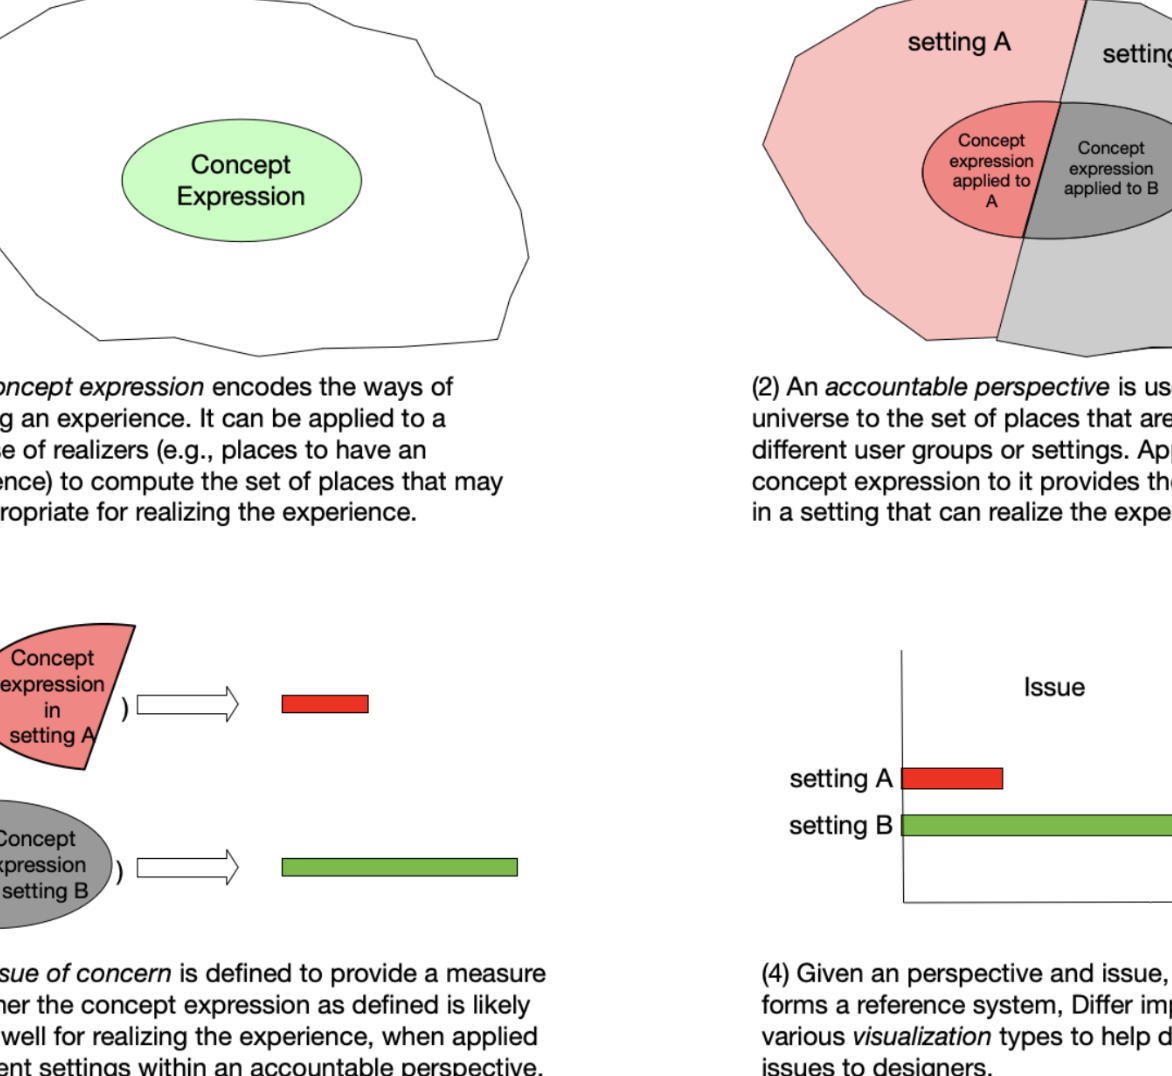 Concept
Expression
setting A
setting
Concept
expression
applied to
A
Concept
expression
applied to B
oncept expression encodes the ways of
g an experience. It can be applied to a
e of realizers (e.g., places to have an
ence) to compute the set of places that may
ropriate for realizing the experience.
(2) An accountable perspective is us
universe to the set of places that are
different user groups or settings. Ap
concept expression to it provides the
in a setting that can realize the expe
Concept
expression
in
setting A
)
Concept
xpression
setting B
)
Issue
setting A
setting B
sue of concern is defined to provide a measure
her the concept expression as defined is likely
well for realizing the experience, when applied
ent settings within an accountable perspective.
(4) Given an perspective and issue,
forms a reference system, Differ imp
various visualization types to help d
issues to designers.